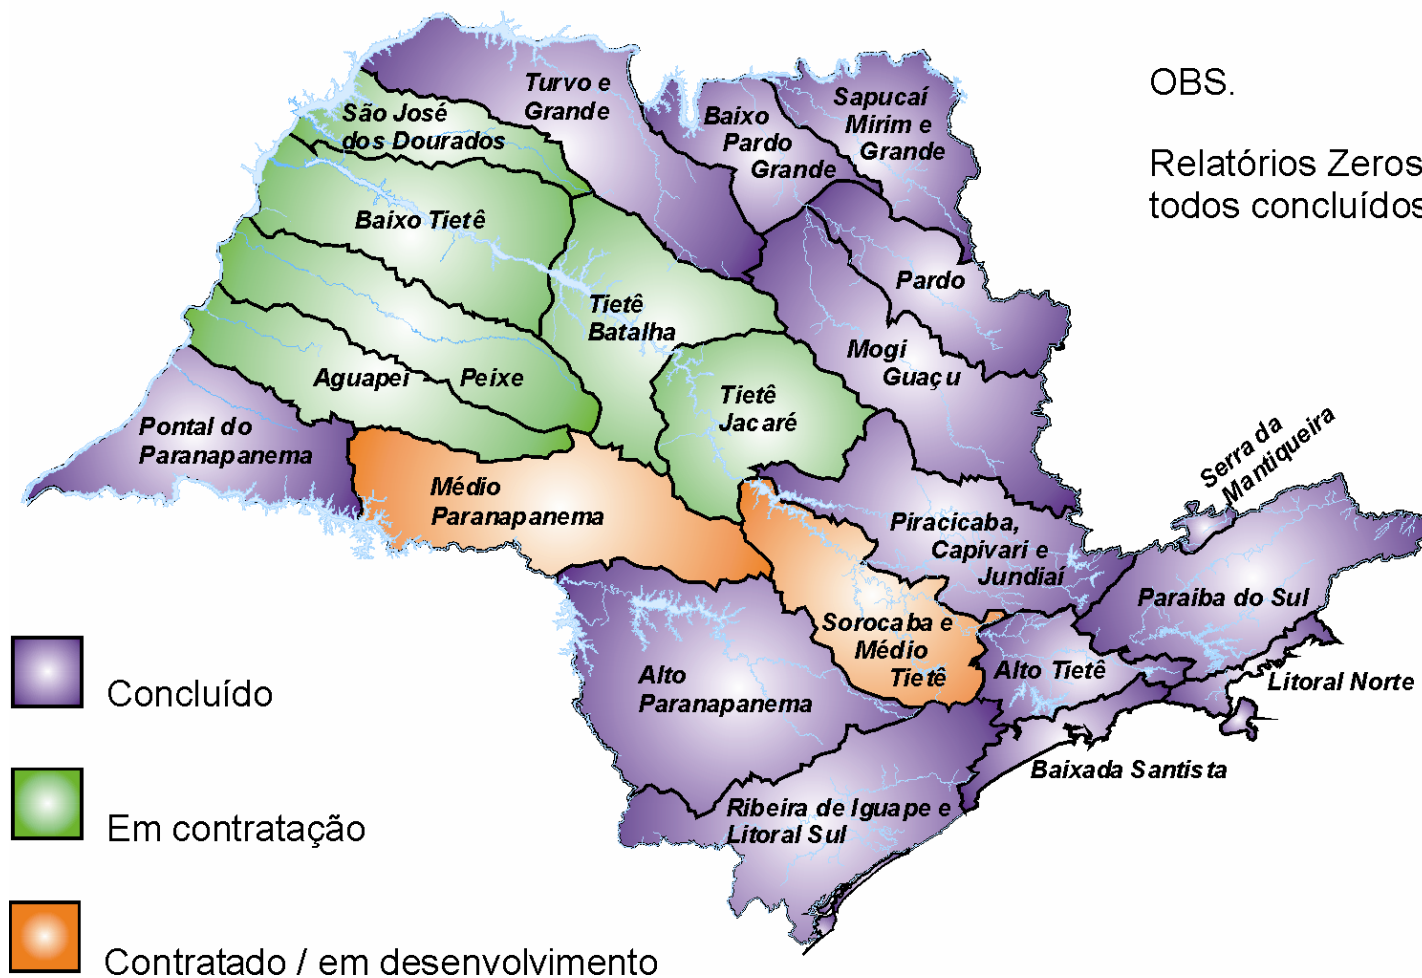 OBS.
Relatórios Zeros
todos concluídos
Turvo e
Grande
São José
dos Dourados
Baixo
Pardo
Grande
Sapucaí
Mirim e
Grande
Baixo Tietê
Tietê
Batalha
Pardo
Mogi
Guaçu
Aguapeí
Peixe
Tietê
Jacaré
Pontal do
Paranapanema
Médio
Paranapanema
Serra da
Mantiqueira
Piracicaba,
Capivari e
Jundiaí
Paraíba do Sul
Sorocaba e
Médio
Tietê
Alto Tietê
Litoral Norte
Alto
Paranapanema
Baixada Santista
Ribeira de Iguape e
Litoral Sul
Concluído
Em contratação
Contratado / em desenvolvimento